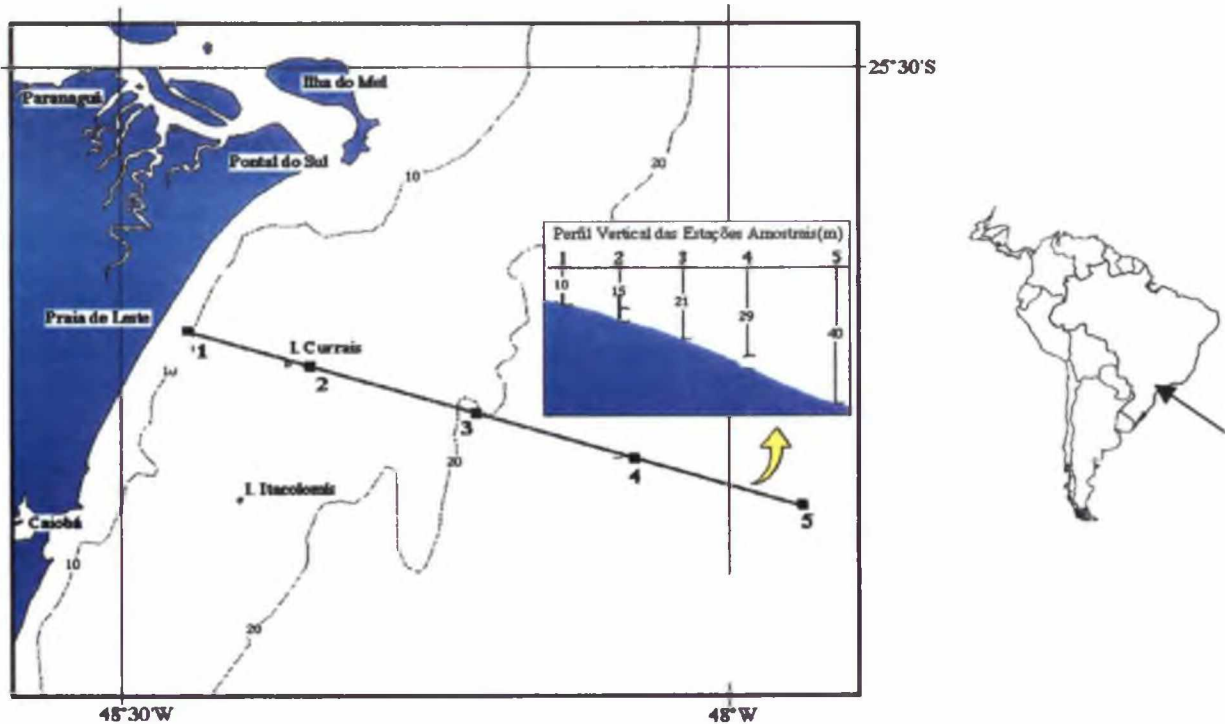 25°30'S
Ilha do Mel
Paranaguá
Pontal do Sul
10
20
Perfil Vertical das Estações Amostrais(m)
1 2 3 4 5
10 15 21 29 40
Praia de Leste
1
I. Currais
2
10
3
20
4
5
I. Itacolomis
Caiobá
10
20
48°30'W
48°W